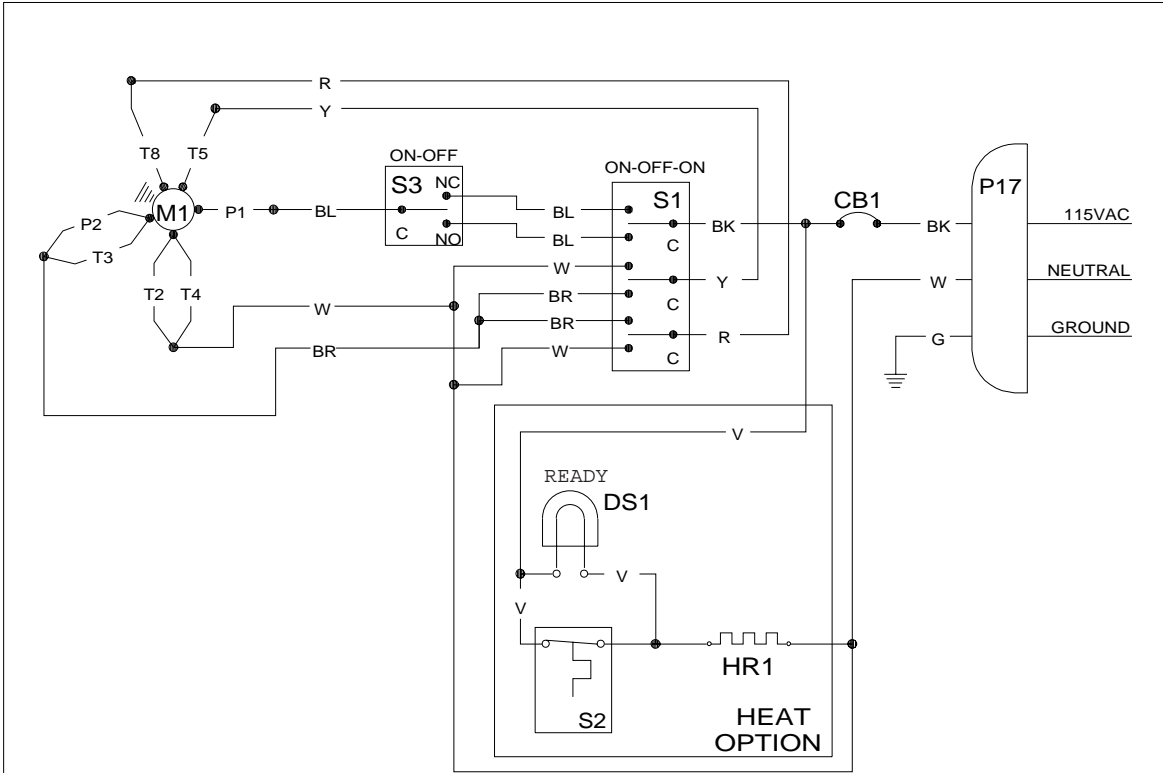 R
Y
T8
T5
ON-OFF
ON-OFF-ON
S3
NC
S1
P17
CB1
M1
P1
BL
BL
BK
BK
115VAC
P2
C
NO
BL
C
T3
W
Y
W
NEUTRAL
T2
T4
BR
C
W
BR
R
G
GROUND
BR
W
C
V
READY
DS1
V
V
HR1
S2
HEAT
OPTION